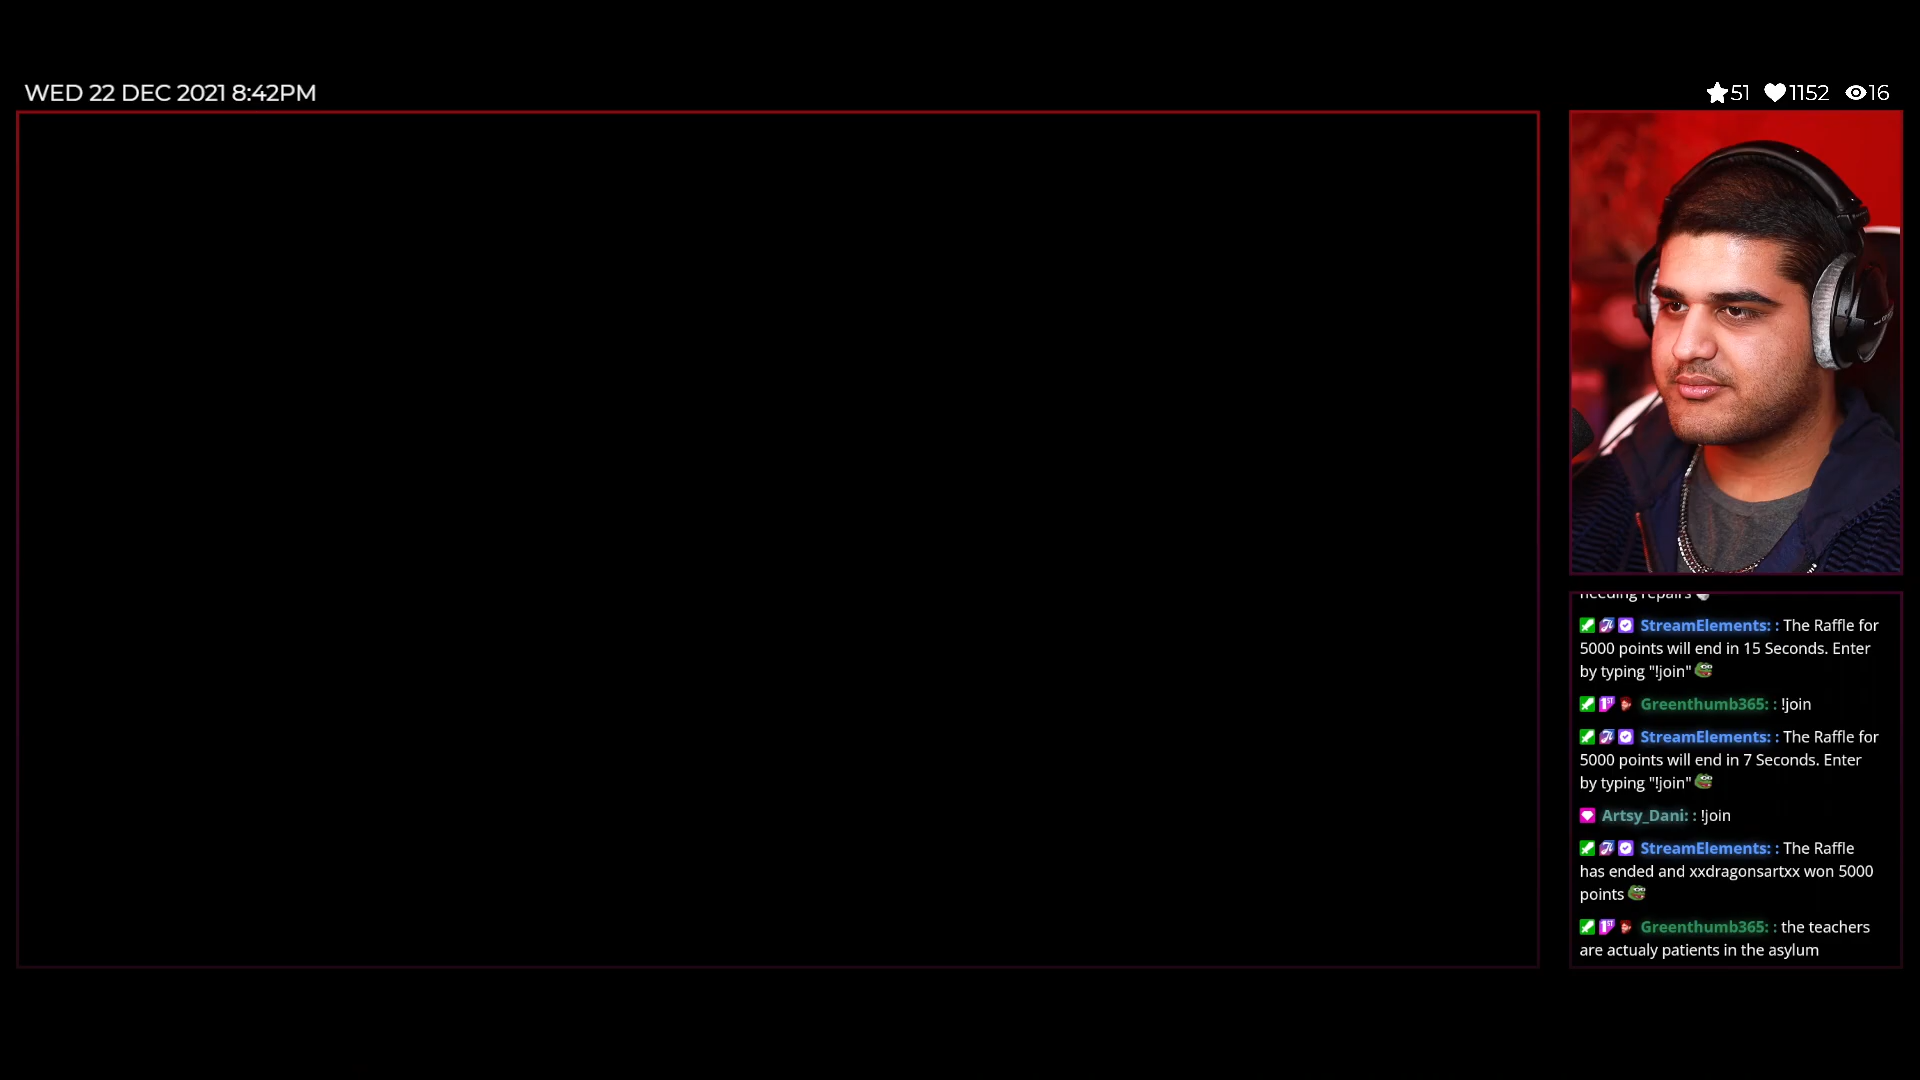 WED 22 DEC 2021 8:42PM
51 1152 16
needing repairs
StreamElements: : The Raffle for
5000 points will end in 15 Seconds. Enter
by typing "!join"
Greenthumb365: : !join
StreamElements: : The Raffle for
5000 points will end in 7 Seconds. Enter
by typing "!join"
Artsy_Dani: : !join
StreamElements: : The Raffle
has ended and xxdragonsartxx won 5000
points
Greenthumb365: : the teachers
are actualy patients in the asylum